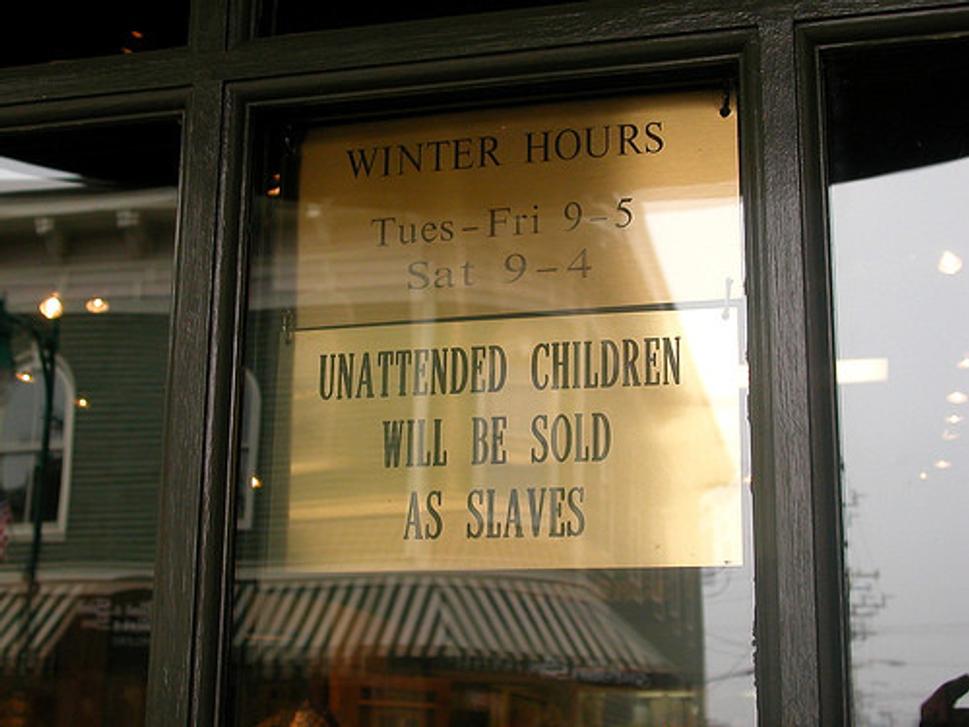 WINTER HOURS
Tues-Fri 9-5
Sat 9-4
UNATTENDED CHILDREN
WILL BE SOLD
AS SLAVES